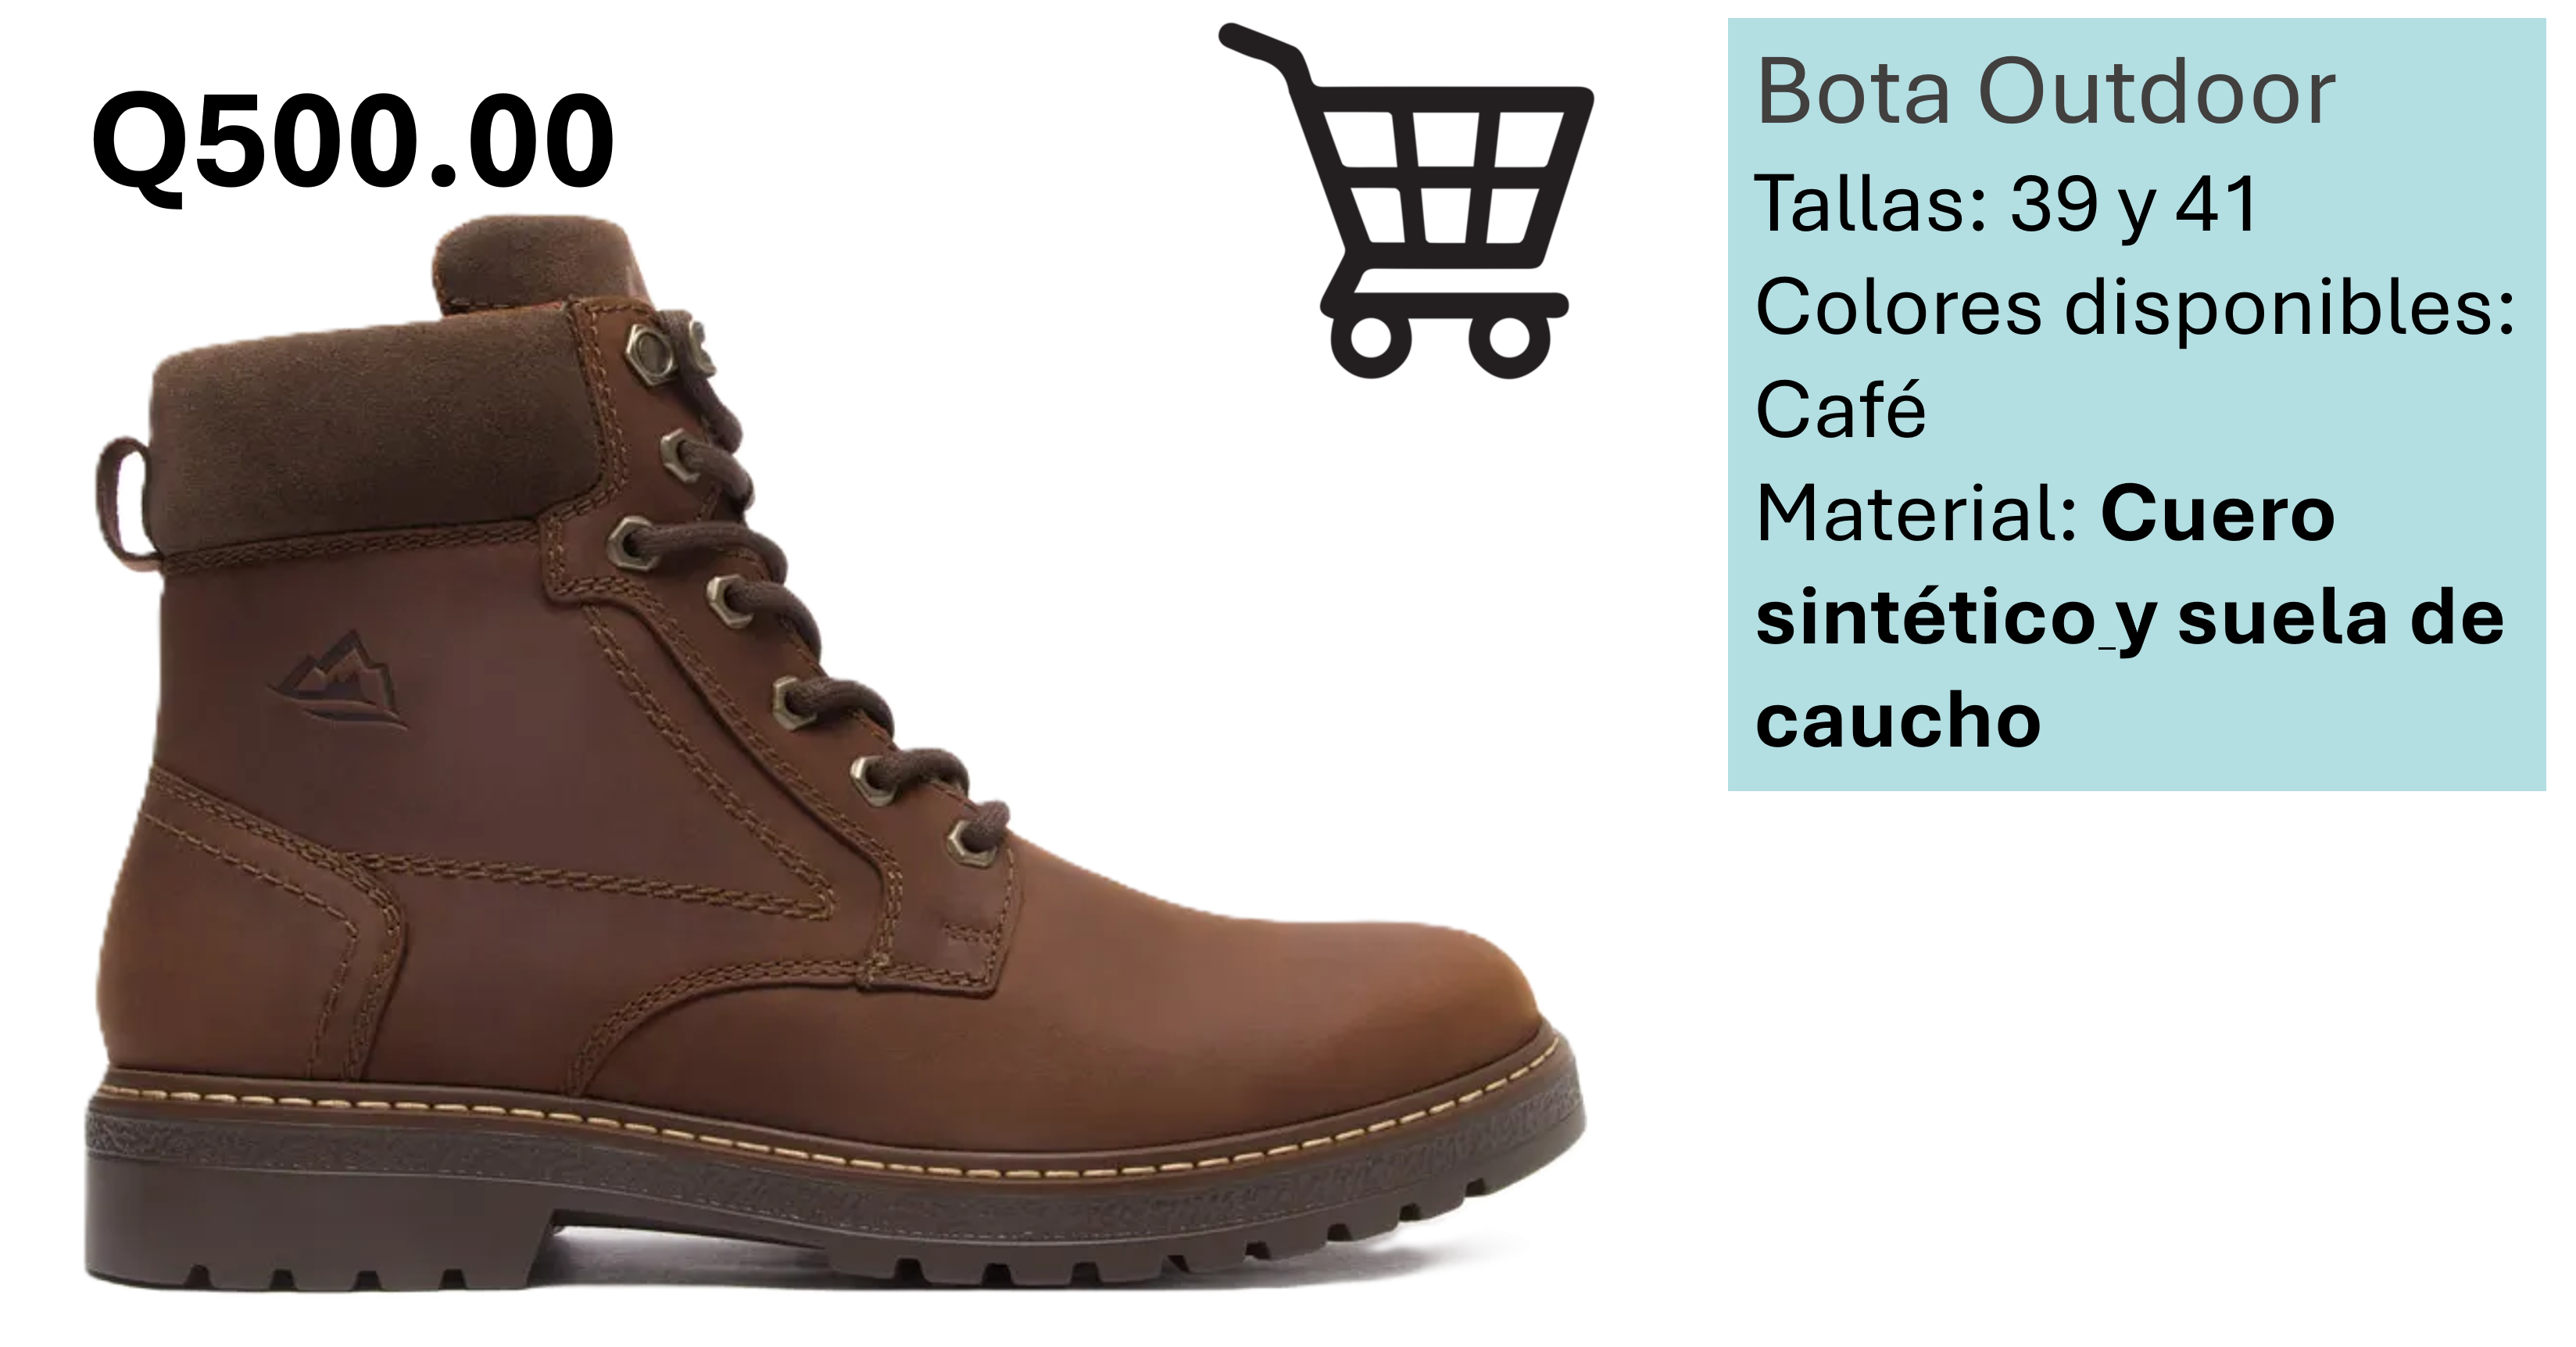 Q500.00
Bota Outdoor
Tallas: 39 y 41
Colores disponibles:
Café
Material: Cuero
sintético y suela de
caucho